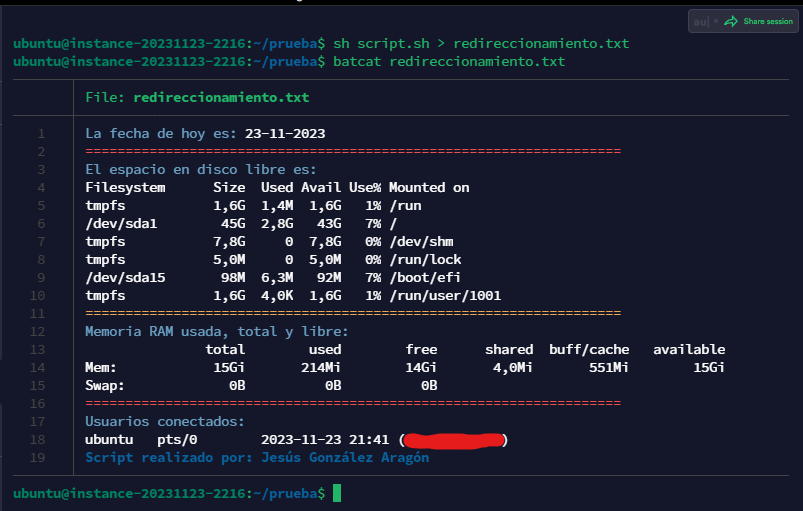 au| Share session
ubuntu@instance-20231123-2216:~/prueba$ sh script.sh > redireccionamiento.txt
ubuntu@instance-20231123-2216:~/prueba$ batcat redireccionamiento.txt
File: redireccionamiento.txt
1 La fecha de hoy es: 23-11-2023
2 ===================================================================
3 El espacio en disco libre es:
4 Filesystem Size Used Avail Use% Mounted on
5 tmpfs 1,6G 1,4M 1,6G 1% /run
6 /dev/sda1 45G 2,8G 43G 7% /
7 tmpfs 7,8G 0 7,8G 0% /dev/shm
8 tmpfs 5,0M 0 5,0M 0% /run/lock
9 /dev/sda15 98M 6,3M 92M 7% /boot/efi
10 tmpfs 1,6G 4,0K 1,6G 1% /run/user/1001
11 ===================================================================
12 Memoria RAM usada, total y libre:
13 total used free shared buff/cache available
14 Mem: 15Gi 214Mi 14Gi 4,0Mi 551Mi 15Gi
15 Swap: 0B 0B 0B
16 ===================================================================
17 Usuarios conectados:
18 ubuntu pts/0 2023-11-23 21:41 ( )
19 Script realizado por: Jesús González Aragón
ubuntu@instance-20231123-2216:~/prueba$